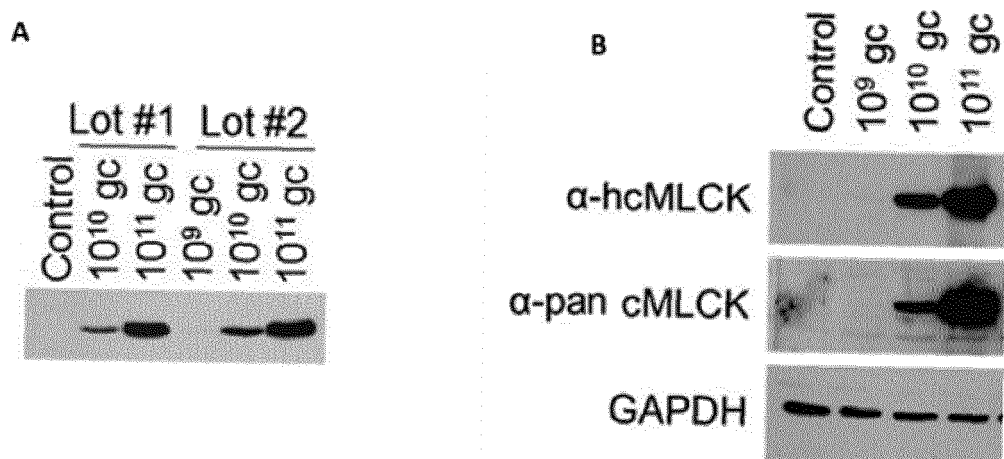 A
Lot #1 Lot #2
Control
10¹⁰ gc
10¹¹ gc
10⁹ gc
10¹⁰ gc
10¹¹ gc
B
Control
10⁹ gc
10¹⁰ gc
10¹¹ gc
α-hcMLCK
α-pan cMLCK
GAPDH